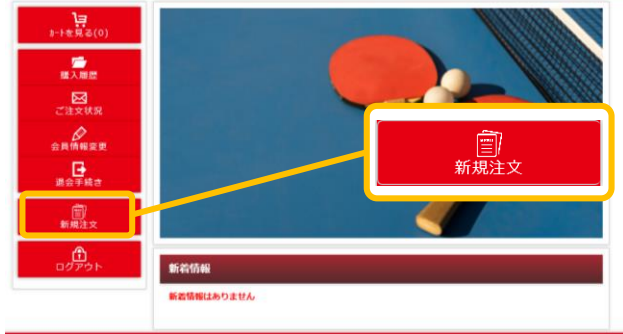 カートを見る(0)
購入履歴
ご注文状況
会員情報変更
退会手続き
新規注文
ログアウト
新規注文
新着情報
新着情報はありません